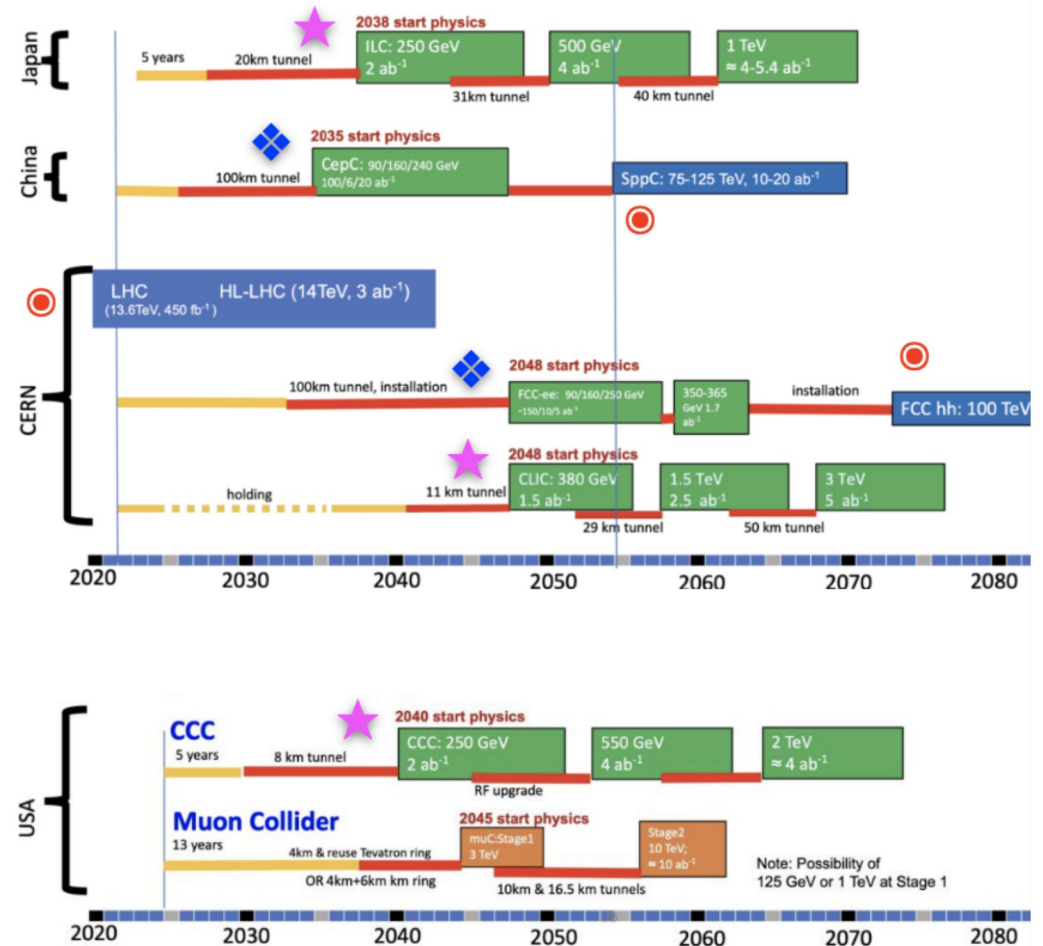 Japan
5 years
20km tunnel
2038 start physics
ILC: 250 GeV
2 ab⁻¹
31km tunnel
500 GeV
4 ab⁻¹
40 km tunnel
1 TeV
≈ 4-5.4 ab⁻¹
China
100km tunnel
2035 start physics
CepC: 90/160/240 GeV
100/6/20 ab⁻¹
SppC: 75-125 TeV, 10-20 ab⁻¹
CERN
LHC HL-LHC (14TeV, 3 ab⁻¹)
(13.6TeV, 450 fb⁻¹)
100km tunnel, installation
2048 start physics
FCC-ee: 90/160/250 GeV
~150/10/5 ab⁻¹
350-365
GeV 1.7
ab⁻¹
installation
FCC hh: 100 TeV
holding
11 km tunnel
2048 start physics
CLIC: 380 GeV
1.5 ab⁻¹
29 km tunnel
1.5 TeV
2.5 ab⁻¹
50 km tunnel
3 TeV
5 ab⁻¹
2020 2030 2040 2050 2060 2070 2080
USA
CCC
5 years
8 km tunnel
2040 start physics
CCC: 250 GeV
2 ab⁻¹
RF upgrade
550 GeV
4 ab⁻¹
2 TeV
≈ 4 ab⁻¹
Muon Collider
13 years
4km & reuse Tevatron ring
OR 4km+6km km ring
2045 start physics
muC:Stage1
3 TeV
10km & 16.5 km tunnels
Stage2
10 TeV;
≈ 10 ab⁻¹
Note: Possibility of
125 GeV or 1 TeV at Stage 1
2020 2030 2040 2050 2060 2070 2080